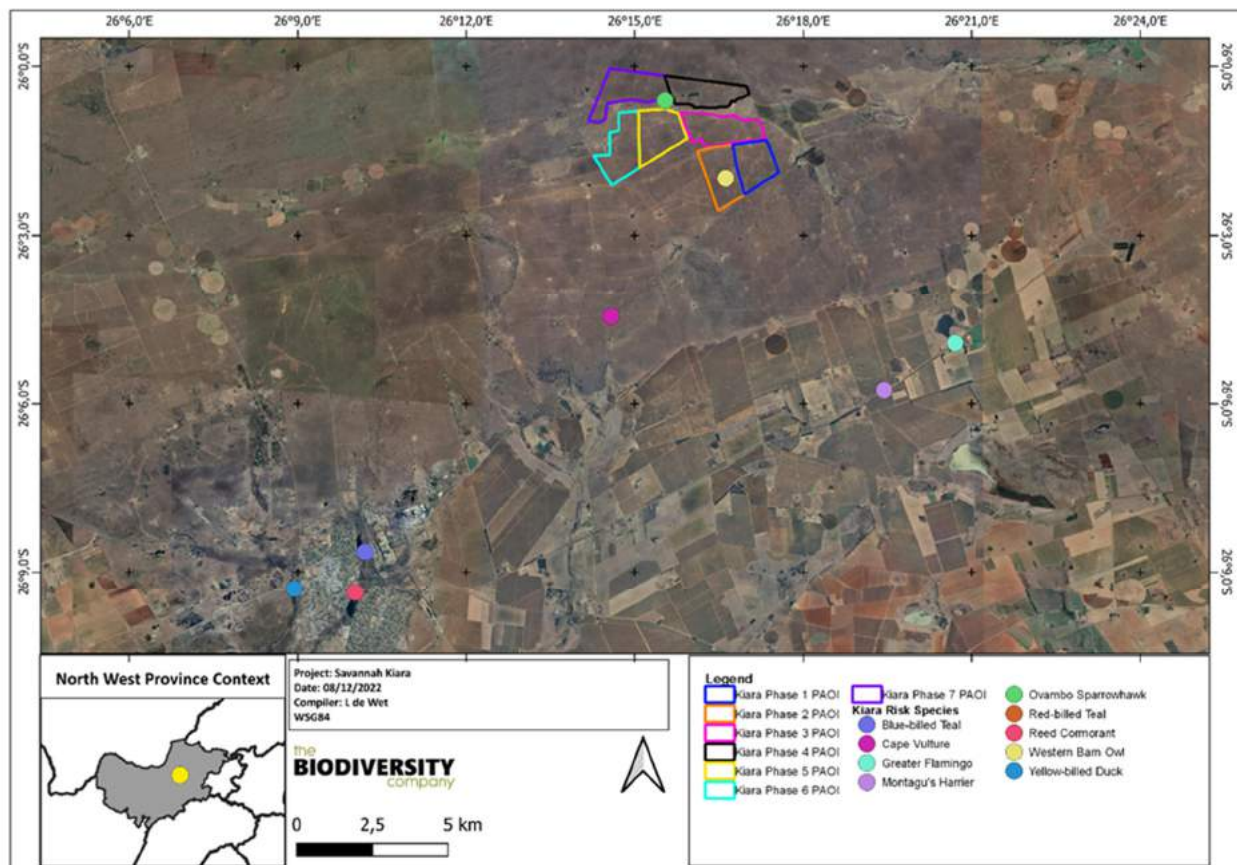 26°6,0'E 26°9,0'E 26°12,0'E 26°15,0'E 26°18,0'E 26°21,0'E 26°24,0'E
26°0,0'S 26°0,0'S
26°3,0'S 26°3,0'S
26°6,0'S 26°6,0'S
26°9,0'S 26°9,0'S
North West Province Context
Project: Savannah Kiara
Date: 08/12/2022
Compiler: L de Wet
WSG84
the
BIODIVERSITY
company
0 2,5 5 km
Legend
Kiara Phase 1 PAOI
Kiara Phase 2 PAOI
Kiara Phase 3 PAOI
Kiara Phase 4 PAOI
Kiara Phase 5 PAOI
Kiara Phase 6 PAOI
Kiara Phase 7 PAOI
Kiara Risk Species
Blue-billed Teal
Cape Vulture
Greater Flamingo
Montagu's Harrier
Ovambo Sparrowhawk
Red-billed Teal
Reed Cormorant
Western Barn Owl
Yellow-billed Duck